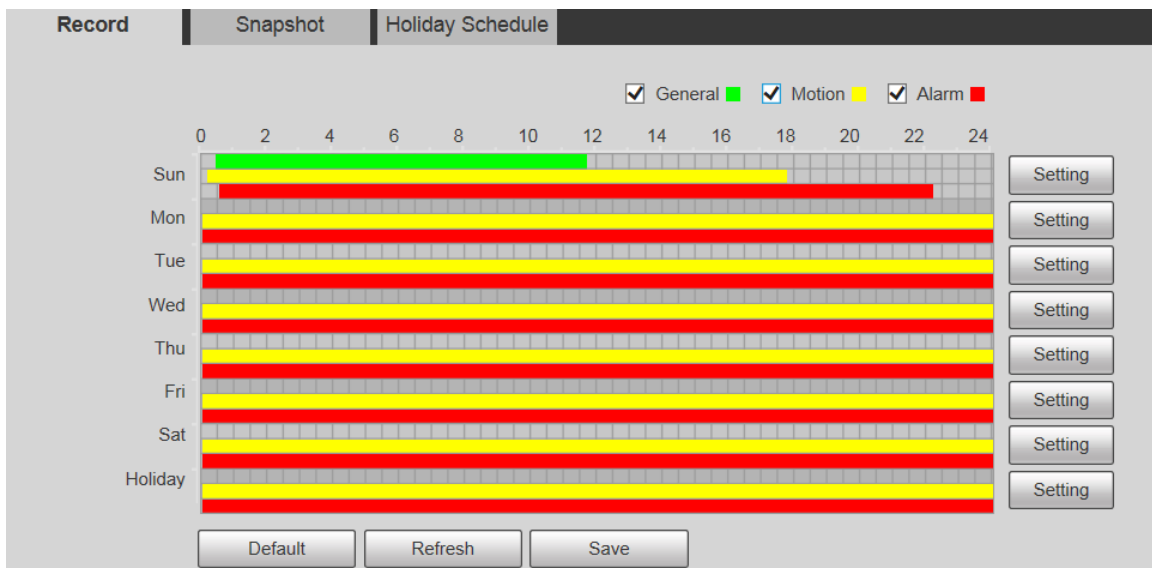 Record Snapshot Holiday Schedule
General Motion Alarm
0 2 4 6 8 10 12 14 16 18 20 22 24
Sun Setting
Mon Setting
Tue Setting
Wed Setting
Thu Setting
Fri Setting
Sat Setting
Holiday Setting
Default Refresh Save